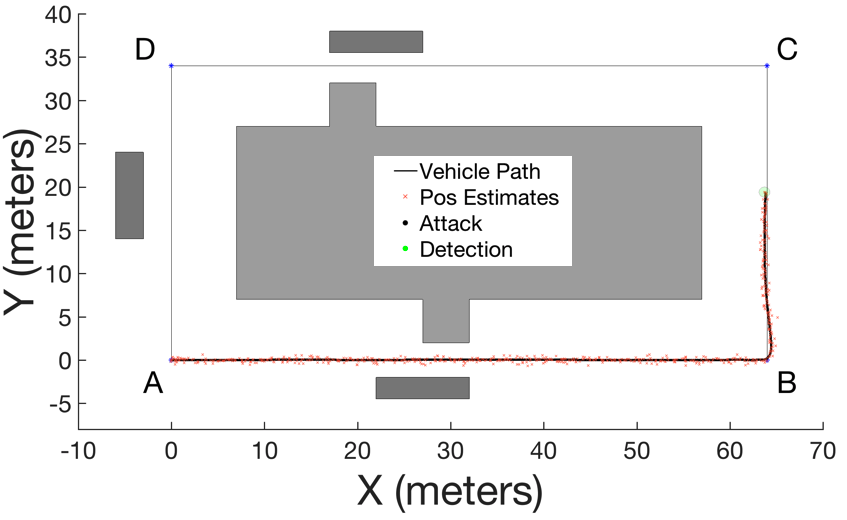 40
35
30
25
20
15
10
5
0
-5
Y (meters)
D
C
A
B
Vehicle Path
Pos Estimates
Attack
Detection
-10 0 10 20 30 40 50 60 70
X (meters)